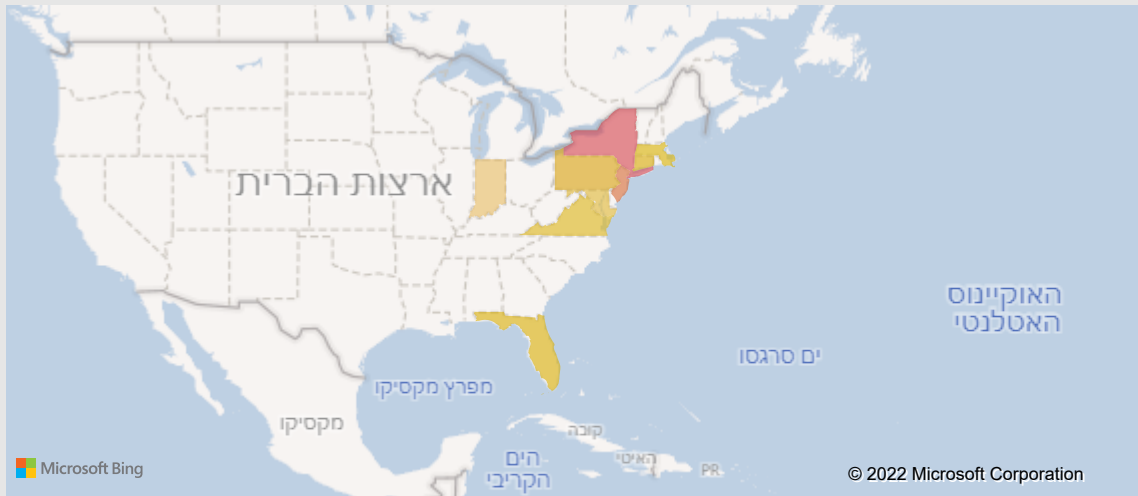 ארצות הברית
האוקיינוס
האטלנטי
ים סרגסו
מפרץ מקסיקו
מקסיקו
קובה
האיטי
PR
הים
הקריבי
Microsoft Bing
© 2022 Microsoft Corporation